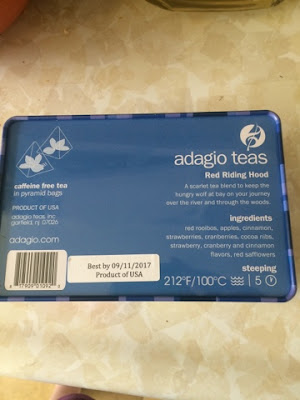 adagio teas
Red Riding Hood
A scarlet tea blend to keep the
hungry wolf at bay on your journey
over the river and through the woods.
ingredients
red rooibos, apples, cinnamon,
strawberries, cranberries, cocoa nibs,
strawberry, cranberry and cinnamon
flavors, red safflowers
steeping
212°F/100°C | 5
caffeine free tea
in pyramid bags
PRODUCT OF USA
adagio teas inc.
garfield, nj 07026
adagio.com
Best by 09/11/2017
Product of USA